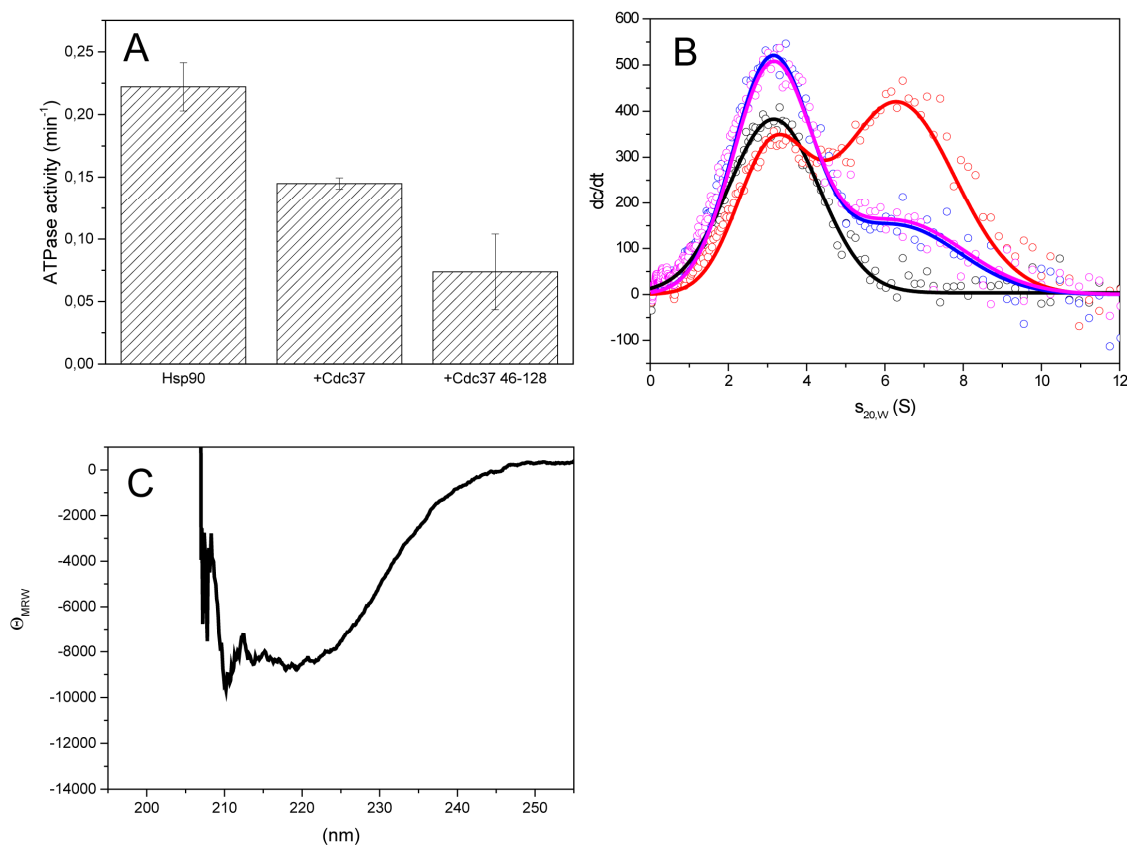 A
ATPase activity (min⁻¹)
0,25
0,20
0,15
0,10
0,05
0,00
Hsp90 +Cdc37 +Cdc37 46-128
B
dc/dt
600
500
400
300
200
100
0
-100
0 2 4 6 8 10 12
s20,W (S)
C
ΘMRW
0
-2000
-4000
-6000
-8000
-10000
-12000
-14000
200 210 220 230 240 250
(nm)